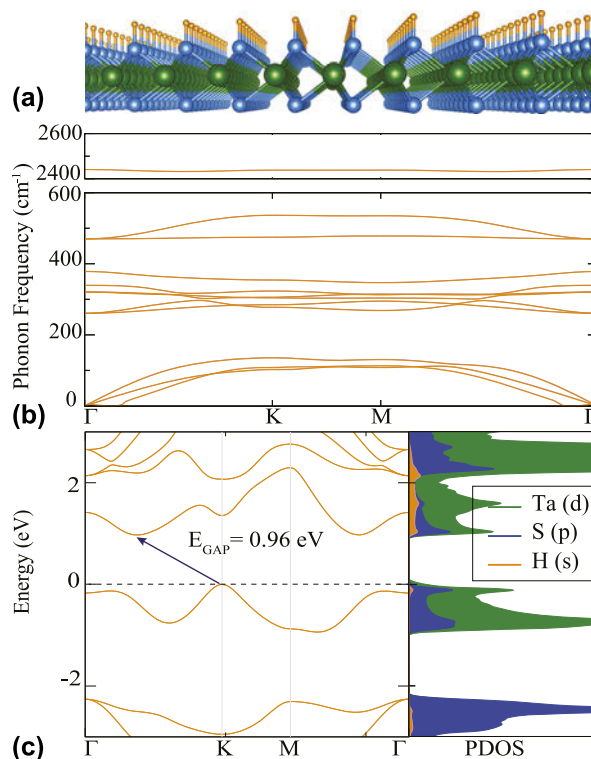 (a)
2600
2400
Phonon Frequency (cm⁻¹)
600
400
200
0
Γ K M Γ
(b)
Energy (eV)
2
0
-2
E_GAP= 0.96 eV
Ta (d)
S (p)
H (s)
(c)
Γ K M Γ
PDOS